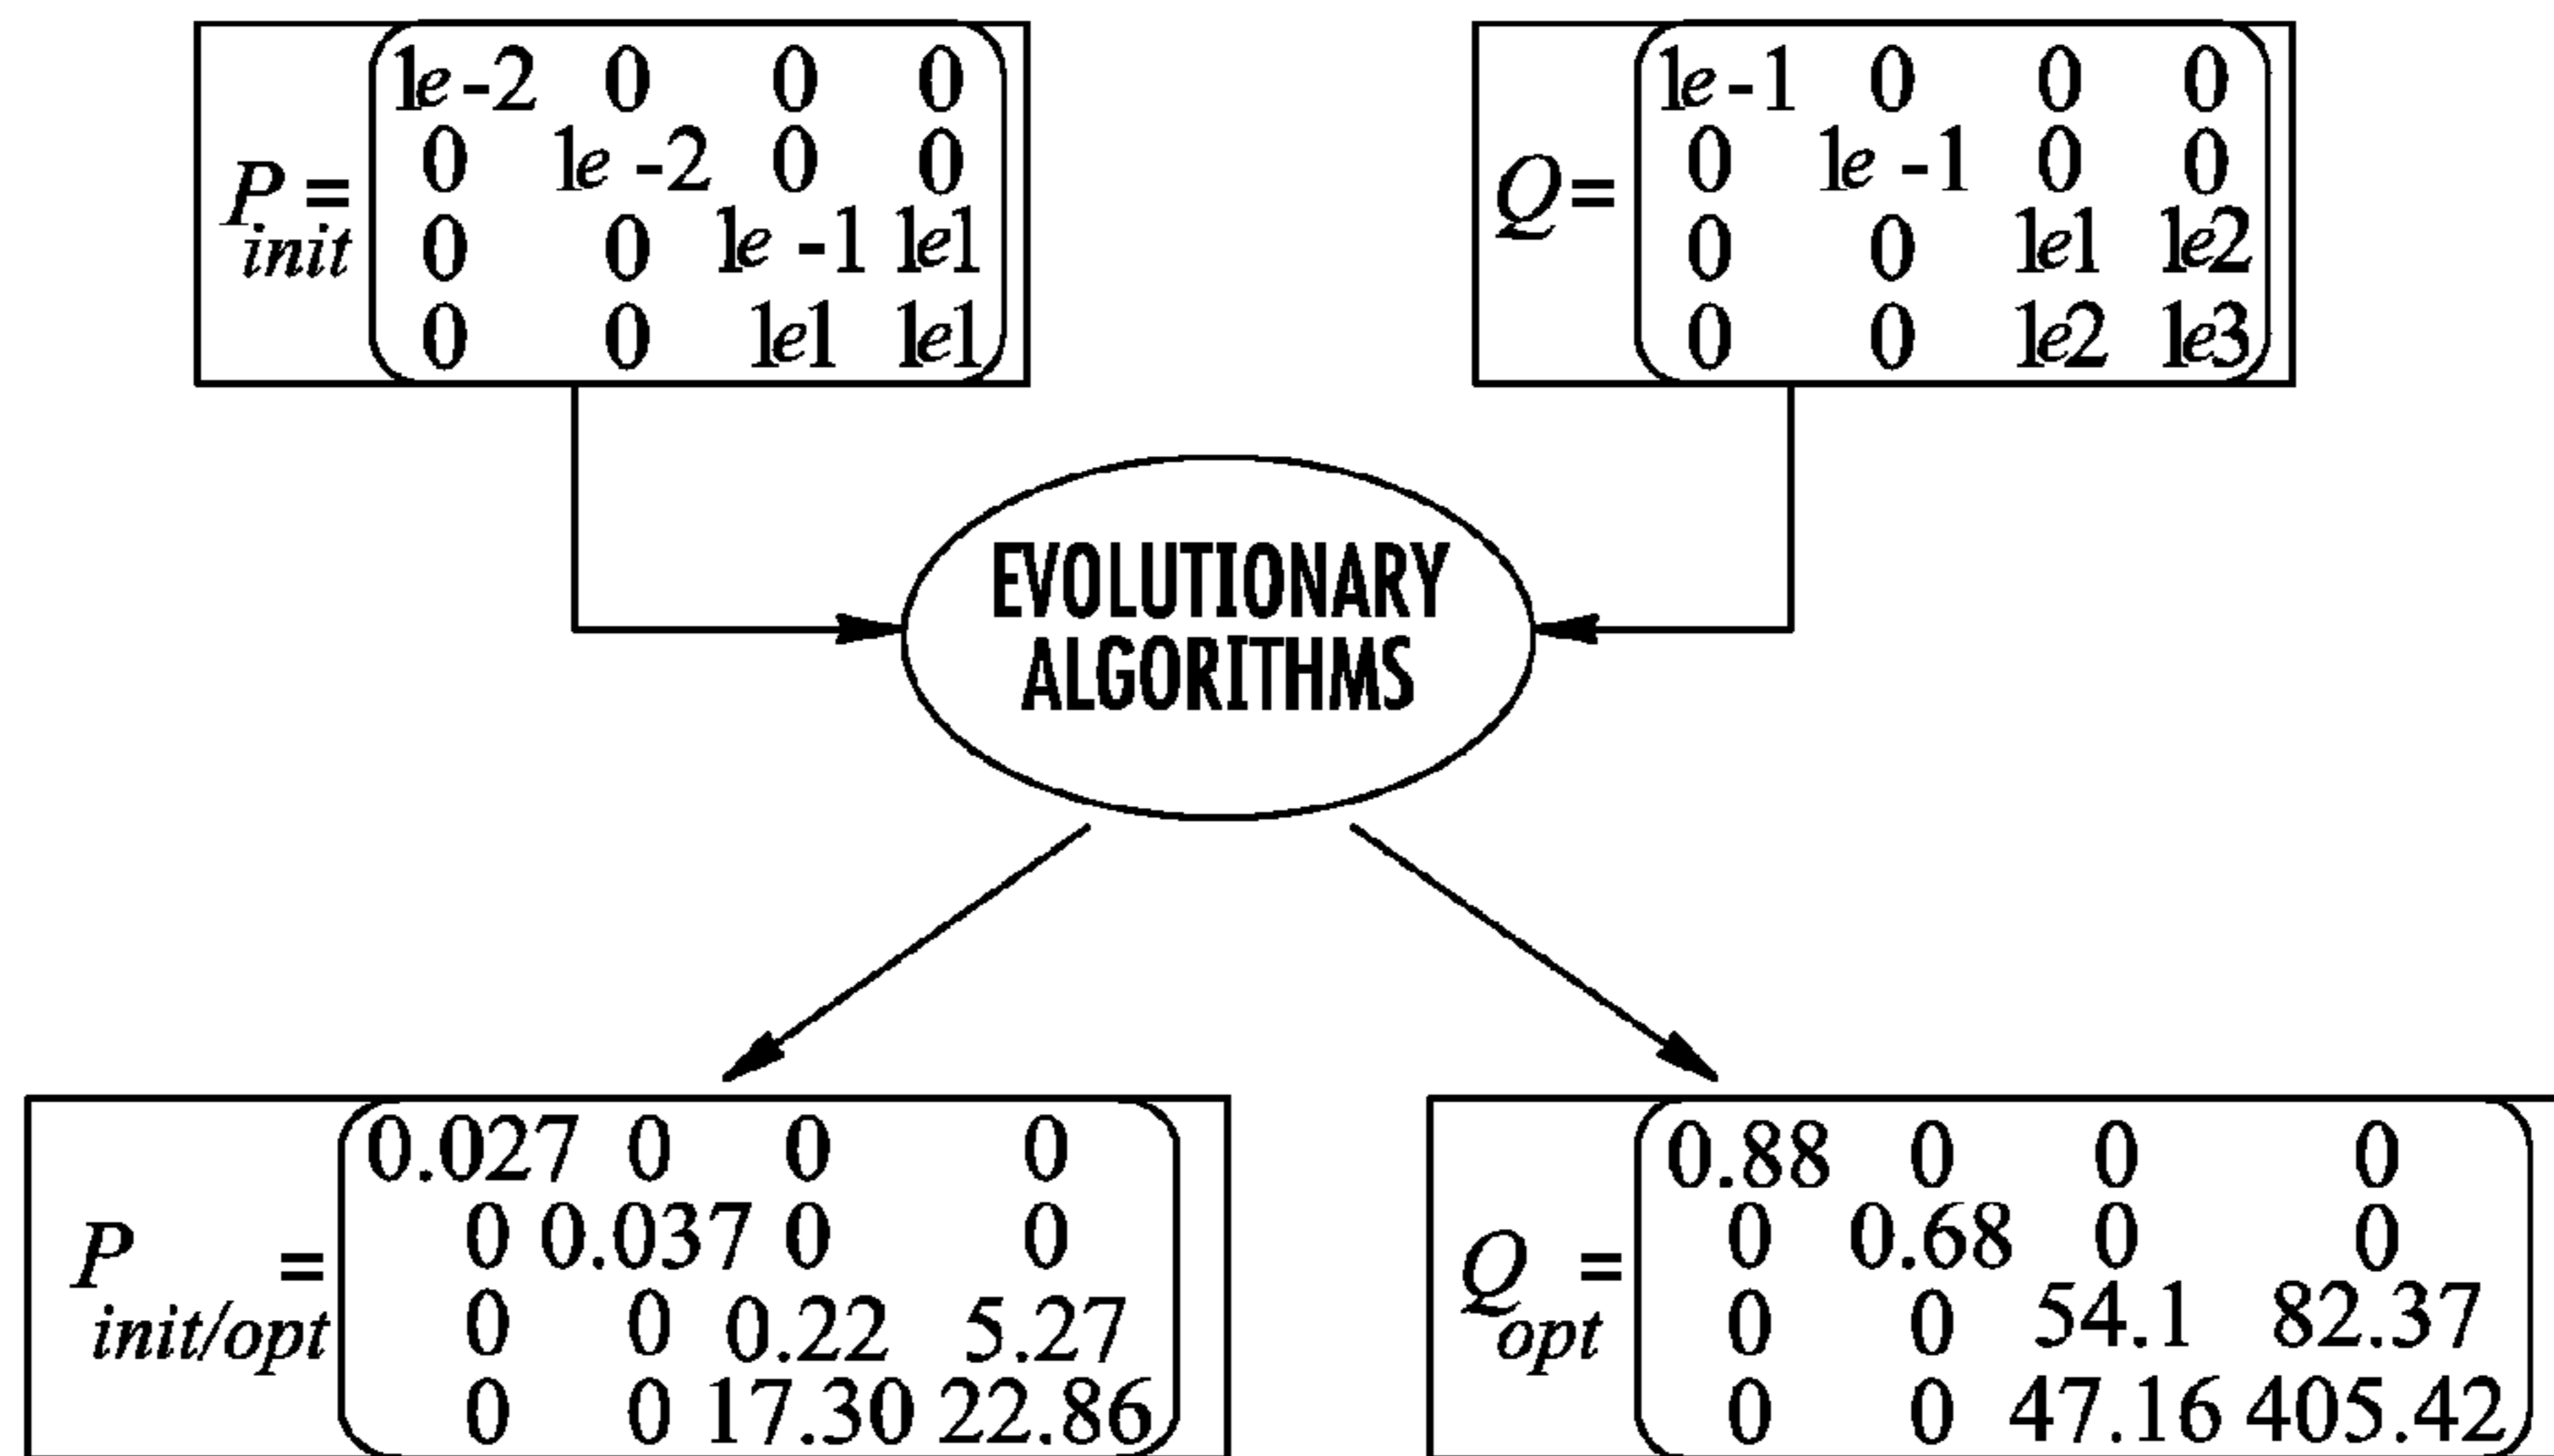 1e-2 0 0 0
0 1e-2 0 0
P init =
0 0 1e-1 1e1
0 0 1e1 1e1
1e-1 0 0 0
0 1e-1 0 0
Q =
0 0 1e1 1e2
0 0 1e2 1e3
EVOLUTIONARY
ALGORITHMS
0.027 0 0 0
0 0.037 0 0
P init/opt =
0 0 0.22 5.27
0 0 17.30 22.86
0.88 0 0 0
0 0.68 0 0
Q opt =
0 0 54.1 82.37
0 0 47.16 405.42